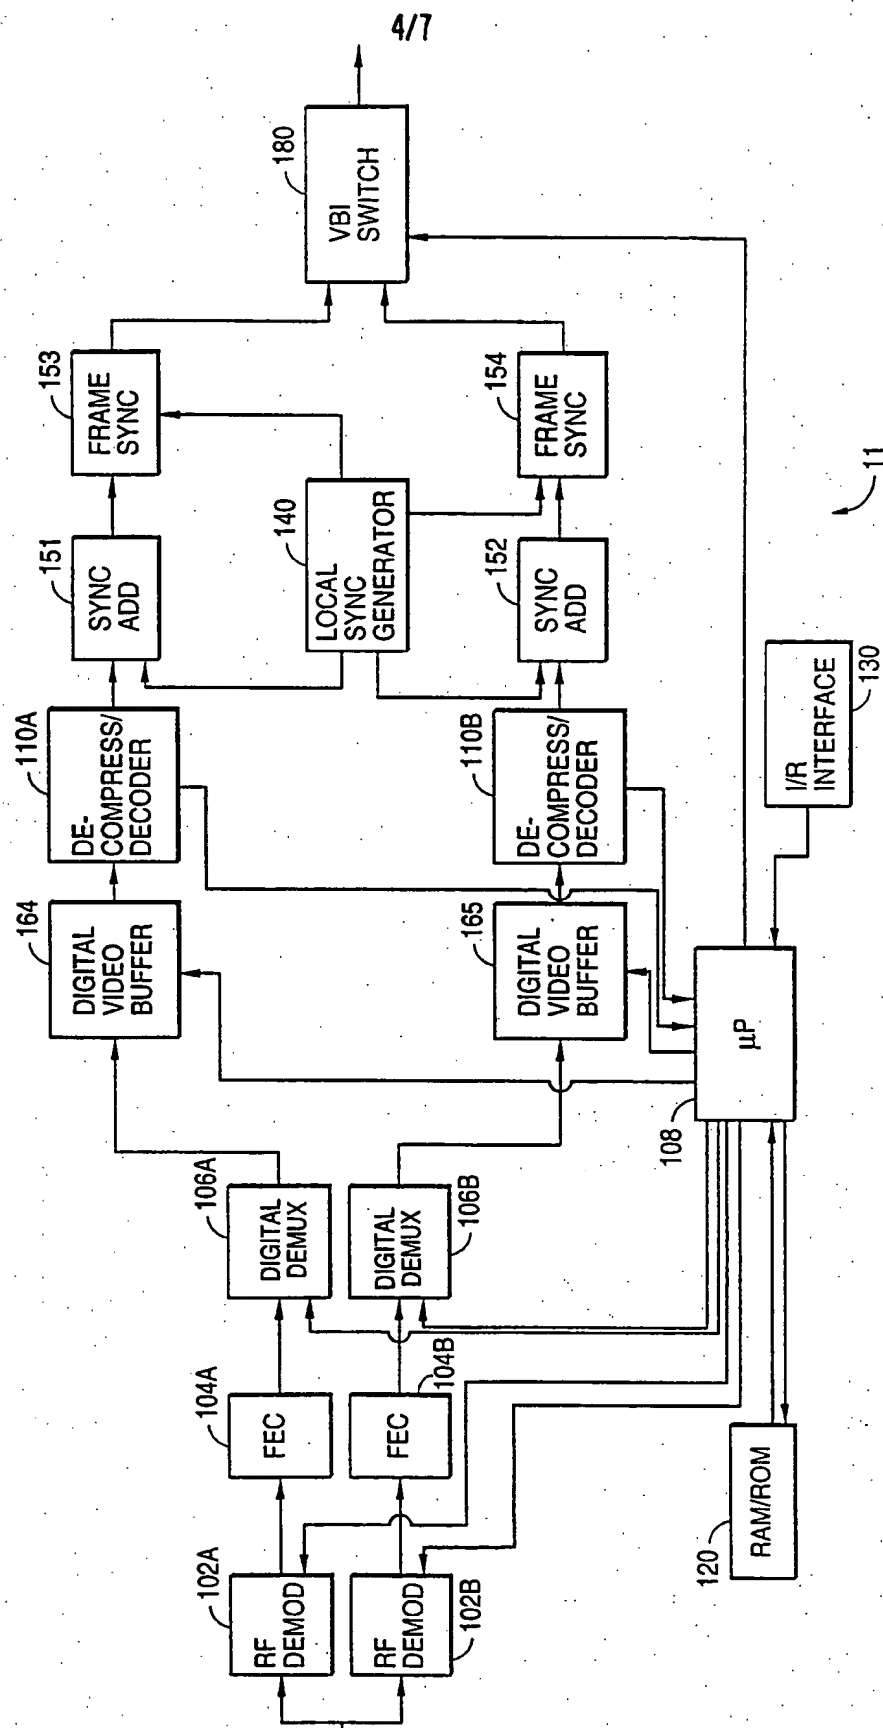 4/7
180
VBI
SWITCH
153
FRAME
SYNC
154
FRAME
SYNC
151
SYNC
ADD
140
LOCAL
SYNC
GENERATOR
152
SYNC
ADD
11
110A
DE-
COMPRESS/
DECODER
110B
DE-
COMPRESS/
DECODER
I/R
INTERFACE
130
164
DIGITAL
VIDEO
BUFFER
165
DIGITAL
VIDEO
BUFFER
μP
108
106A
DIGITAL
DEMUX
DIGITAL
DEMUX
106B
104A
FEC
FEC
104B
102A
RF
DEMOD
RF
DEMOD
102B
120
RAM/ROM